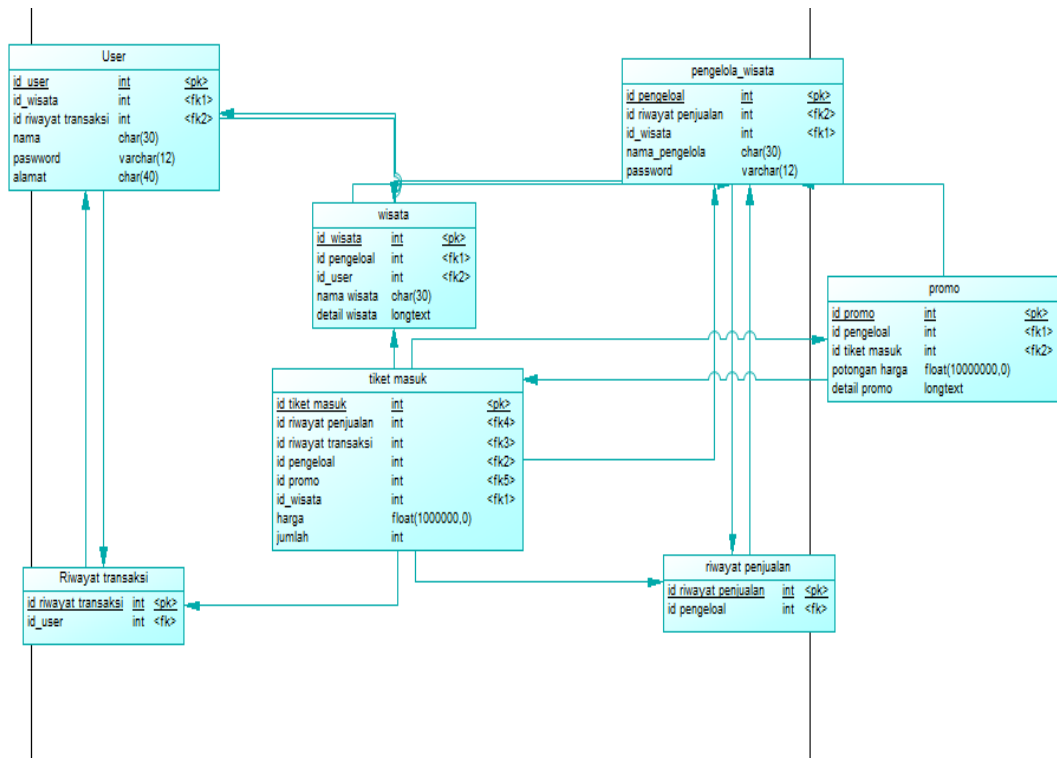 User
id_user int <pk>
id_wisata int <fk1>
id riwayat transaksi int <fk2>
nama char(30)
paswword varchar(12)
alamat char(40)
pengelola_wisata
id pengeloal int <pk>
id riwayat penjualan int <fk2>
id_wisata int <fk1>
nama_pengelola char(30)
password varchar(12)
wisata
id_wisata int <pk>
id pengeloal int <fk1>
id_user int <fk2>
nama wisata char(30)
detail wisata longtext
promo
id promo int <pk>
id pengeloal int <fk1>
id tiket masuk int <fk2>
potongan harga float(10000000,0)
detail promo longtext
tiket masuk
id tiket masuk int <pk>
id riwayat penjualan int <fk4>
id riwayat transaksi int <fk3>
id pengeloal int <fk2>
id promo int <fk5>
id_wisata int <fk1>
harga float(1000000,0)
jumlah int
Riwayat transaksi
id riwayat transaksi int <pk>
id_user int <fk>
riwayat penjualan
id riwayat penjualan int <pk>
id pengeloal int <fk>